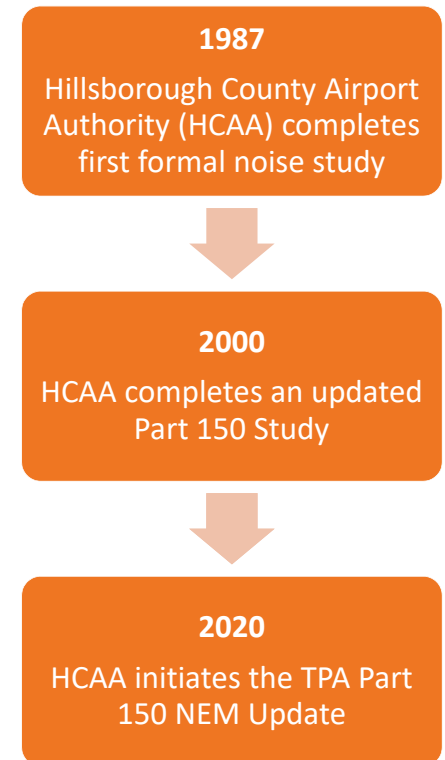 1987
Hillsborough County Airport
Authority (HCAA) completes
first formal noise study
2000
HCAA completes an updated
Part 150 Study
2020
HCAA initiates the TPA Part
150 NEM Update